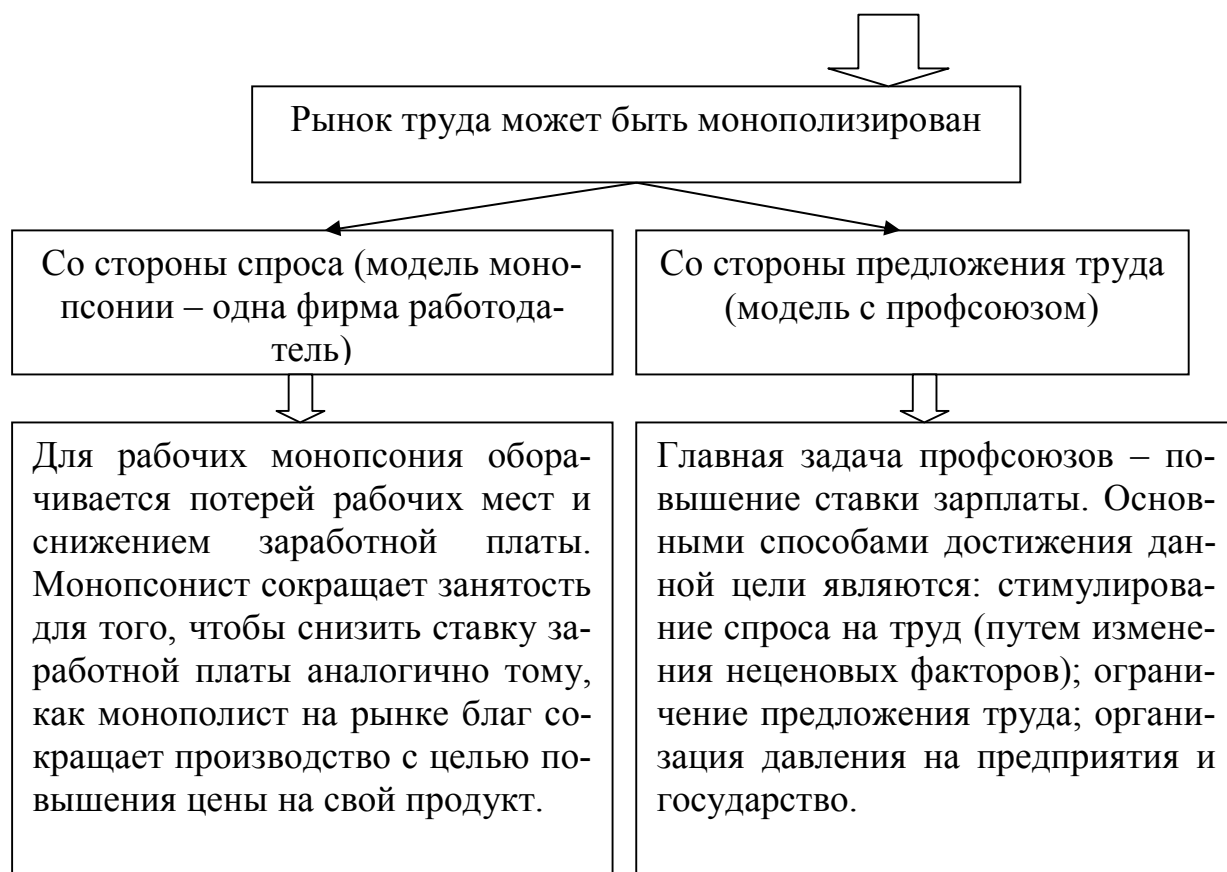 Рынок труда может быть монополизирован
Со стороны спроса (модель моно-
псонии – одна фирма работода-
тель)
Со стороны предложения труда
(модель с профсоюзом)
Для рабочих монопсония обора-
чивается потерей рабочих мест и
снижением заработной платы.
Монопсонист сокращает занятость
для того, чтобы снизить ставку за-
работной платы аналогично тому,
как монополист на рынке благ со-
кращает производство с целью по-
вышения цены на свой продукт.
Главная задача профсоюзов – по-
вышение ставки зарплаты. Основ-
ными способами достижения дан-
ной цели являются: стимулирова-
ние спроса на труд (путем измене-
ния неценовых факторов); ограни-
чение предложения труда; органи-
зация давления на предприятия и
государство.